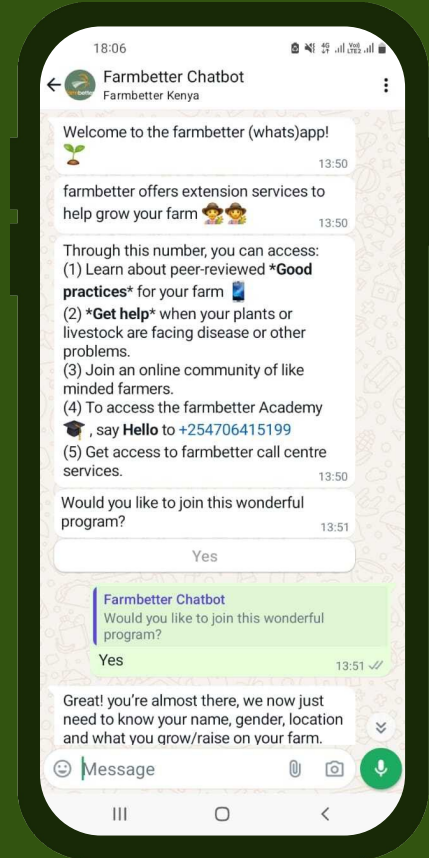 18:06
4G
Vo))
LTE2
Farmbetter Chatbot
Farmbetter Kenya
Welcome to the farmbetter (whats)app!
🌱
13:50
farmbetter offers extension services to
help grow your farm 👩‍🌾👩‍🌾
13:50
Through this number, you can access:
(1) Learn about peer-reviewed *Good
practices* for your farm 📱
(2) *Get help* when your plants or
livestock are facing disease or other
problems.
(3) Join an online community of like
minded farmers.
(4) To access the farmbetter Academy
🎓 , say Hello to +254706415199
(5) Get access to farmbetter call centre
services.
13:50
Would you like to join this wonderful
program?
13:51
Yes
Farmbetter Chatbot
Would you like to join this wonderful
program?
Yes
13:51
Great! you're almost there, we now just
need to know your name, gender, location
and what you grow/raise on your farm.
Message